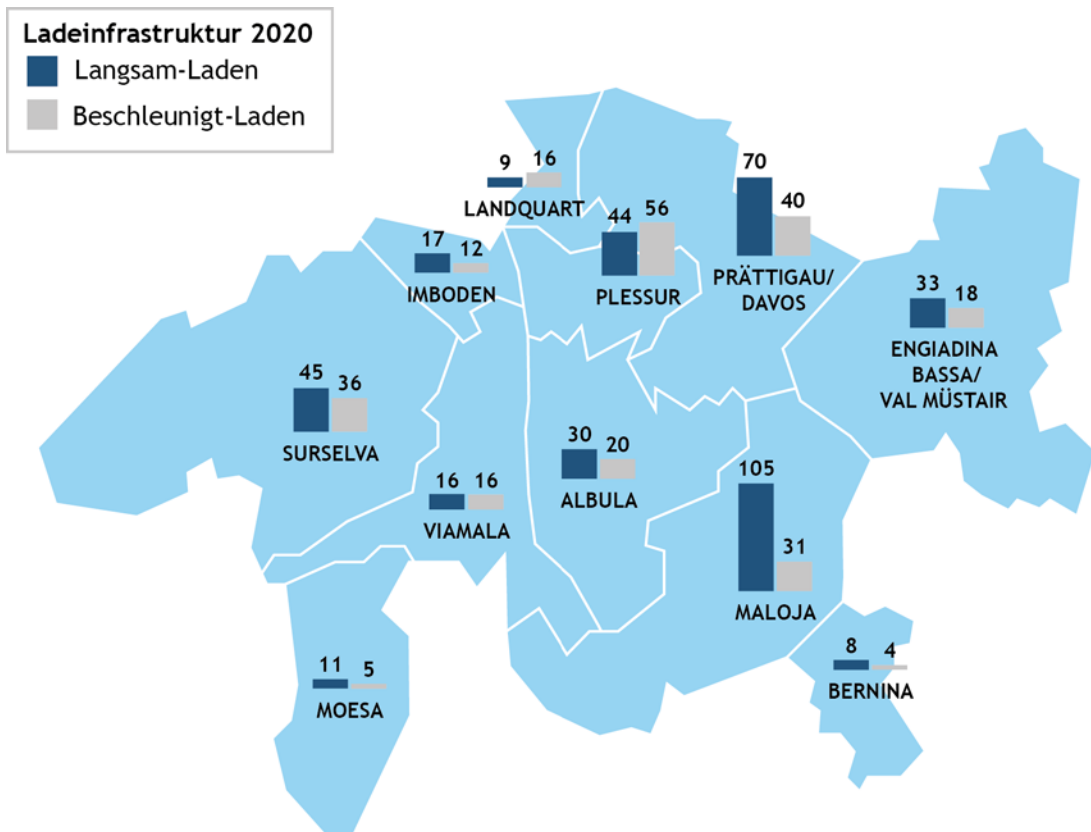 Ladeinfrastruktur 2020
Langsam-Laden
Beschleunigt-Laden
9 16
LANDQUART
70 40
PRÄTTIGAU/
DAVOS
44 56
PLESSUR
17 12
IMBODEN
33 18
ENGIADINA
BASSA/
VAL MÜSTAIR
45 36
SURSELVA
30 20
ALBULA
16 16
VIAMALA
105 31
MALOJA
11 5
MOESA
8 4
BERNINA